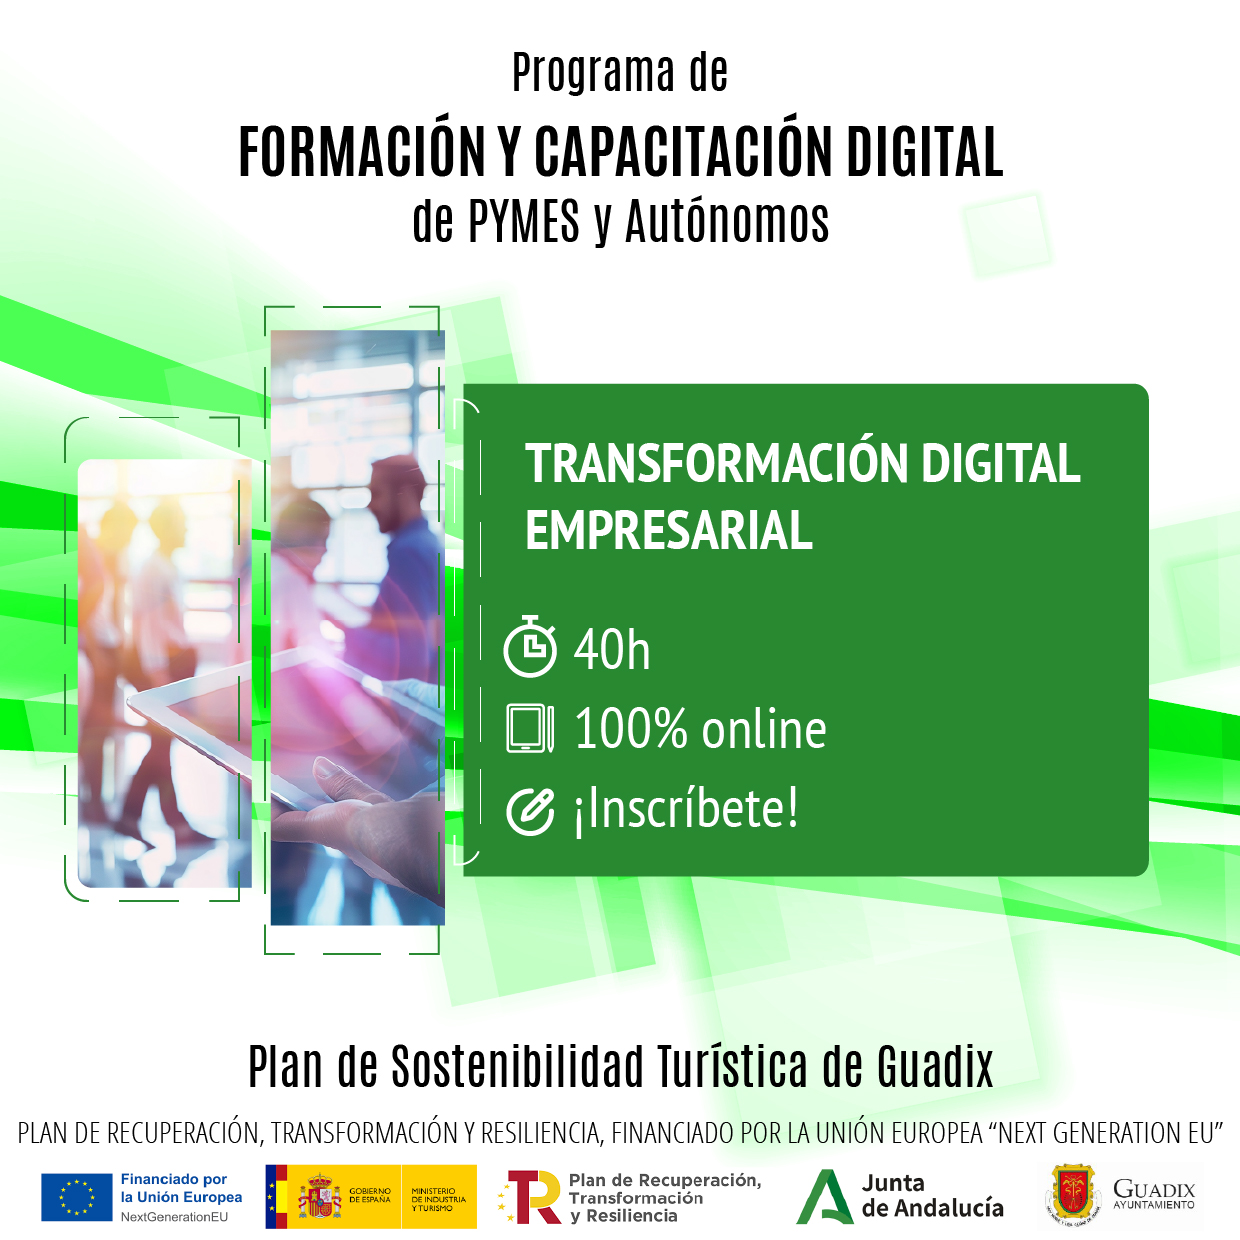 Programa de
FORMACIÓN Y CAPACITACIÓN DIGITAL
de PYMES y Autónomos
TRANSFORMACIÓN DIGITAL
EMPRESARIAL
40h
100% online
¡Inscríbete!
Plan de Sostenibilidad Turística de Guadix
PLAN DE RECUPERACIÓN, TRANSFORMACIÓN Y RESILIENCIA, FINANCIADO POR LA UNIÓN EUROPEA “NEXT GENERATION EU”
Financiado por
la Unión Europea
NextGenerationEU
GOBIERNO
DE ESPAÑA
MINISTERIO
DE INDUSTRIA
Y TURISMO
Plan de Recuperación,
Transformación
y Resiliencia
Junta
de Andalucía
GUADIX
AYUNTAMIENTO